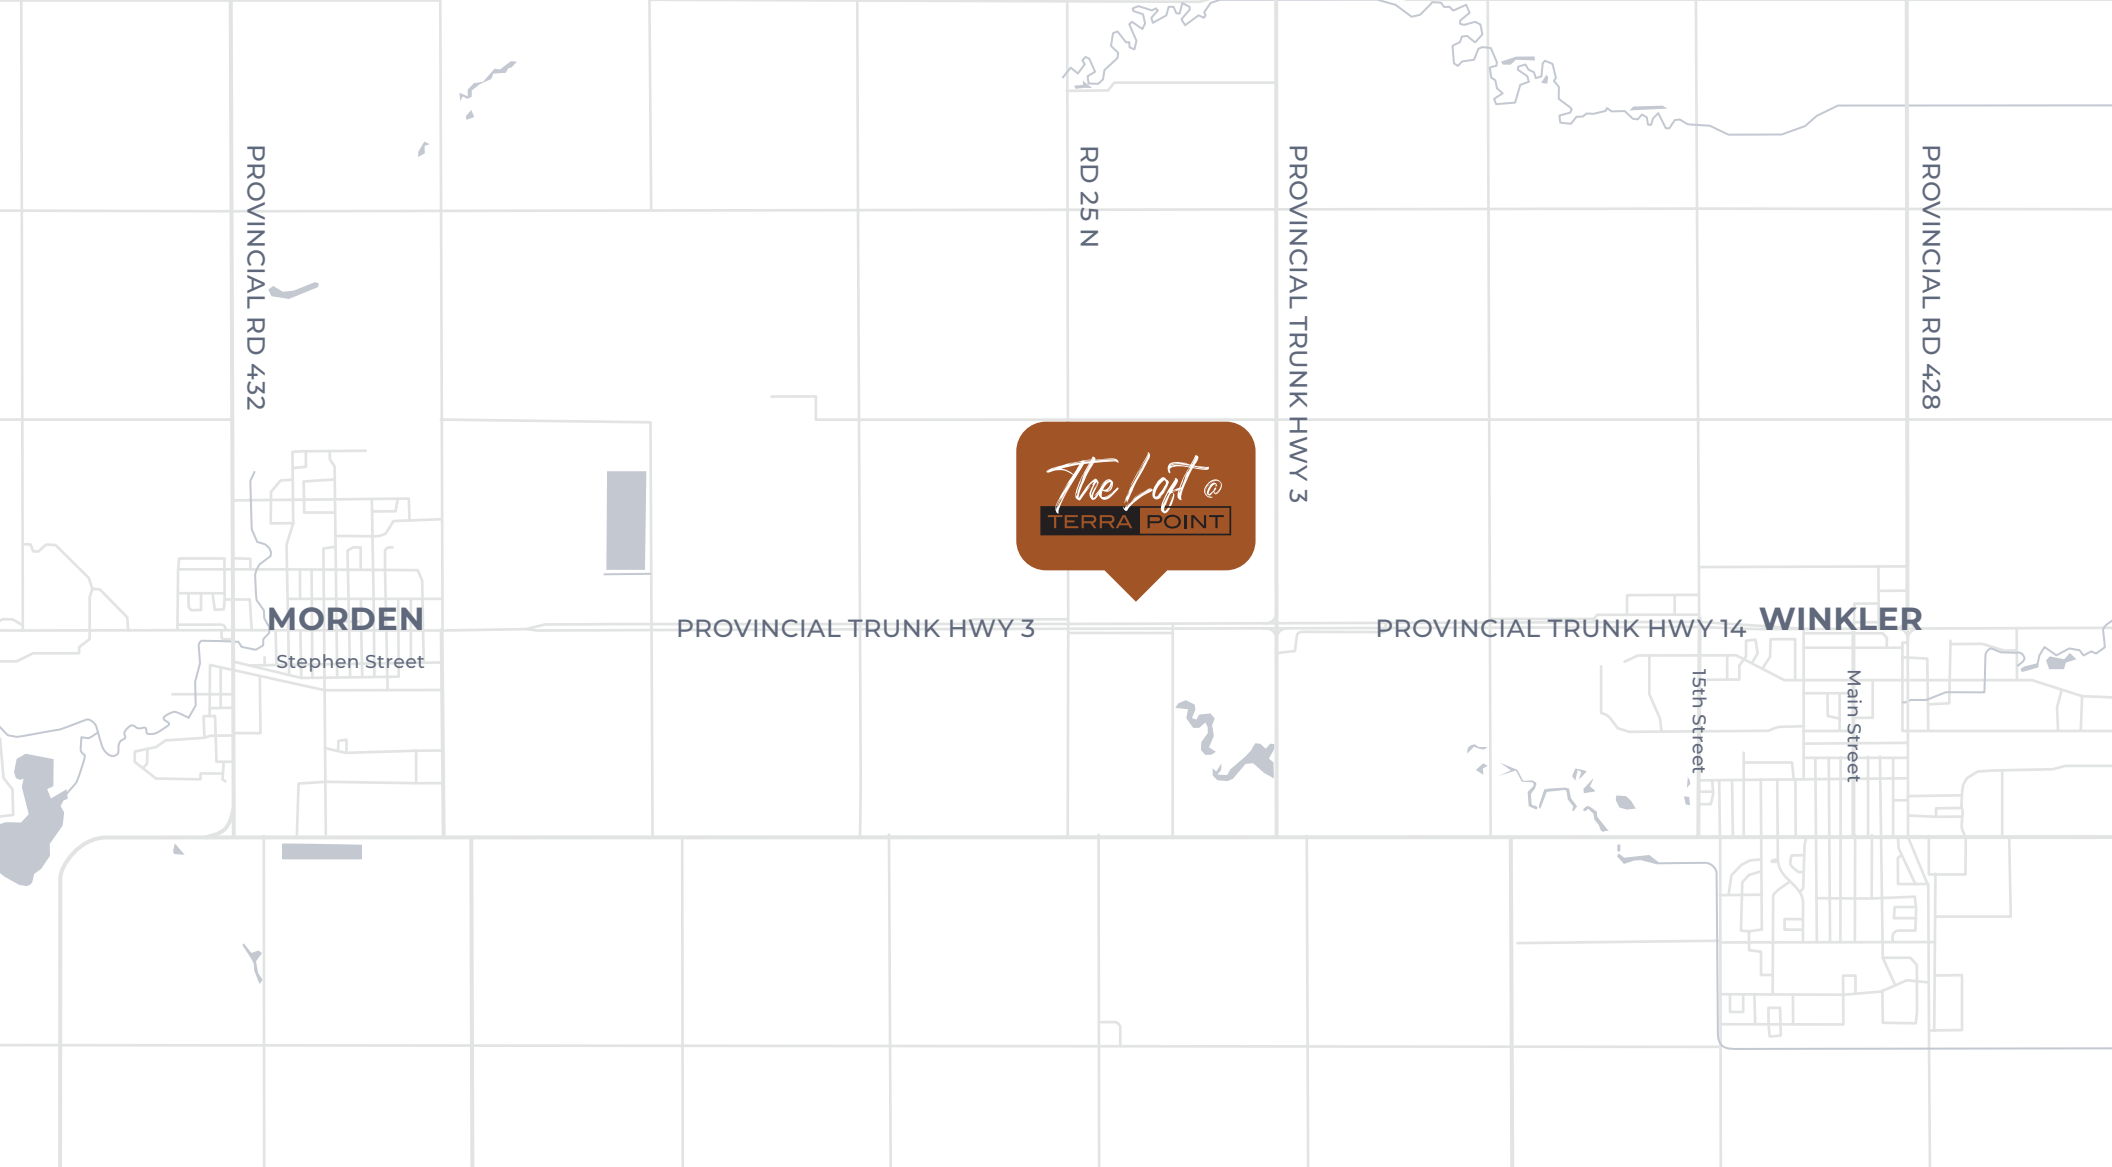 PROVINCIAL RD 432
RD 25 N
PROVINCIAL TRUNK HWY 3
PROVINCIAL RD 428
The Loft @
TERRA POINT
MORDEN
Stephen Street
PROVINCIAL TRUNK HWY 3
PROVINCIAL TRUNK HWY 14
WINKLER
15th Street
Main Street